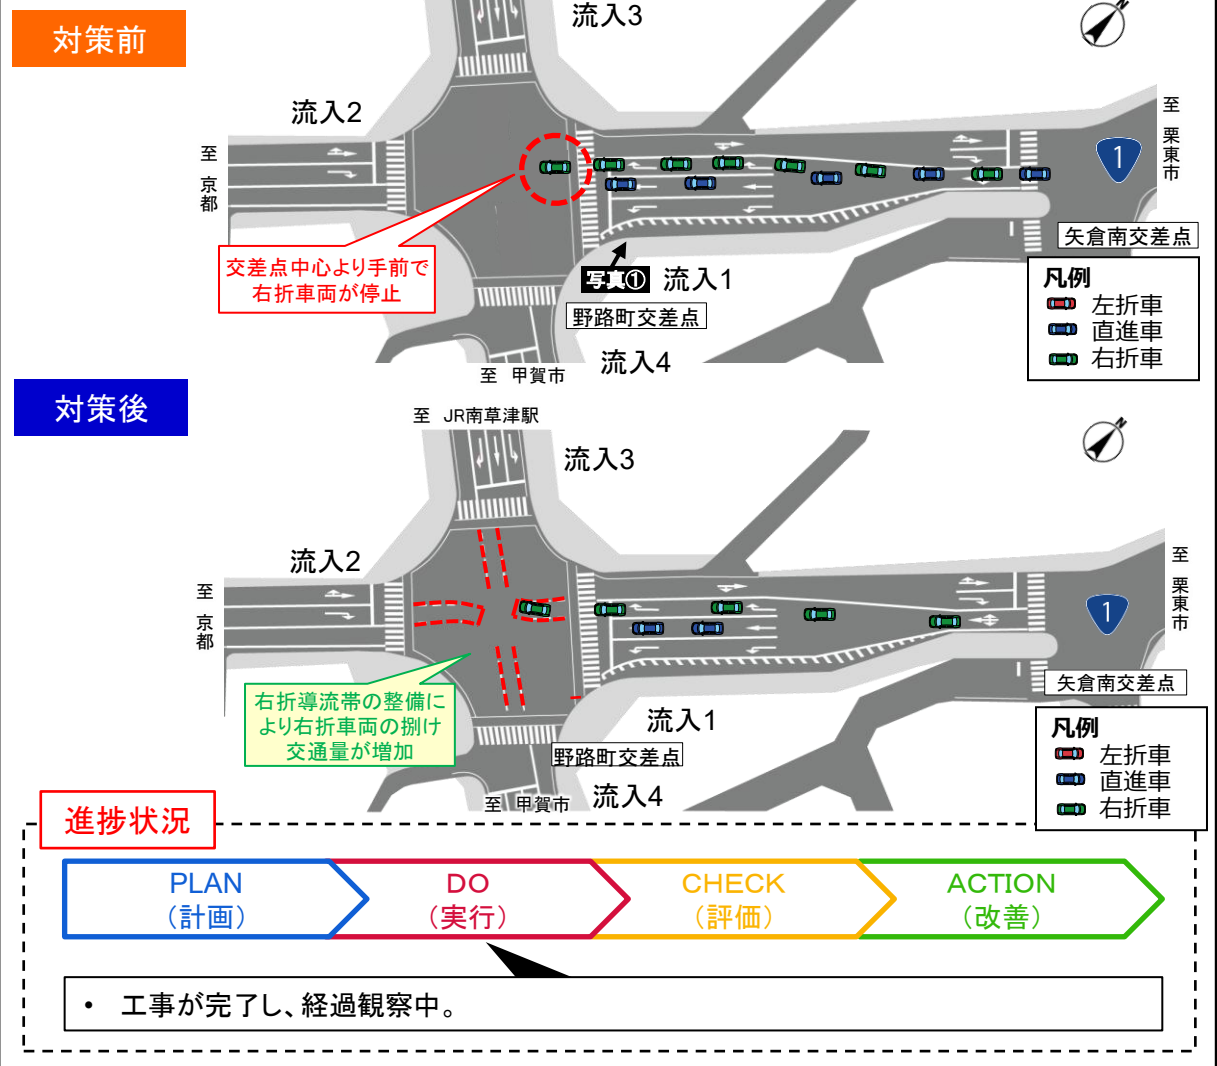 対策前
流入3
N
流入2
至 栗東市
至 京都
1
矢倉南交差点
交差点中心より手前で
右折車両が停止
写真①
流入1
野路町交差点
凡例
左折車
直進車
右折車
流入4
至 甲賀市
対策後
至 JR南草津駅
流入3
N
流入2
至 栗東市
至 京都
1
矢倉南交差点
右折導流帯の整備に
より右折車両の捌け
交通量が増加
流入1
野路町交差点
凡例
左折車
直進車
右折車
流入4
至 甲賀市
進捗状況
PLAN
(計画)
DO
(実行)
CHECK
(評価)
ACTION
(改善)
• 工事が完了し、経過観察中。